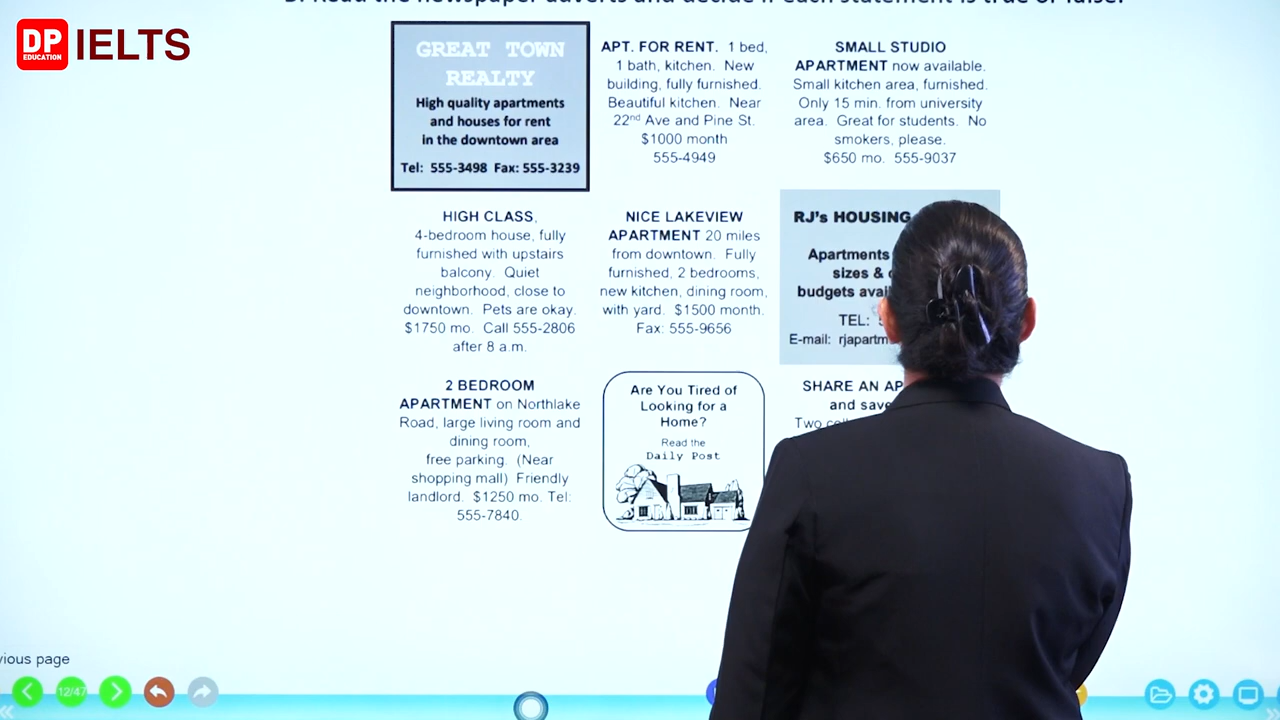 DP
EDUCATION
IELTS
GREAT TOWN
REALTY
High quality apartments
and houses for rent
in the downtown area
Tel: 555-3498 Fax: 555-3239
APT. FOR RENT. 1 bed,
1 bath, kitchen. New
building, fully furnished.
Beautiful kitchen. Near
22nd Ave and Pine St.
$1000 month
555-4949
SMALL STUDIO
APARTMENT now available.
Small kitchen area, furnished.
Only 15 min. from university
area. Great for students. No
smokers, please.
$650 mo. 555-9037
HIGH CLASS,
4-bedroom house, fully
furnished with upstairs
balcony. Quiet
neighborhood, close to
downtown. Pets are okay.
$1750 mo. Call 555-2806
after 8 a.m.
NICE LAKEVIEW
APARTMENT 20 miles
from downtown. Fully
furnished, 2 bedrooms,
new kitchen, dining room,
with yard. $1500 month.
Fax: 555-9656
RJ's HOUSING
Apartments
sizes &
budgets
TEL:
E-mail:
2 BEDROOM
APARTMENT on Northlake
Road, large living room and
dining room,
free parking. (Near
shopping mall) Friendly
landlord. $1250 mo. Tel:
555-7840.
Are You Tired of
Looking for a
Home?
Read the
Daily Post
SHARE AN
and
Two
page
12/47